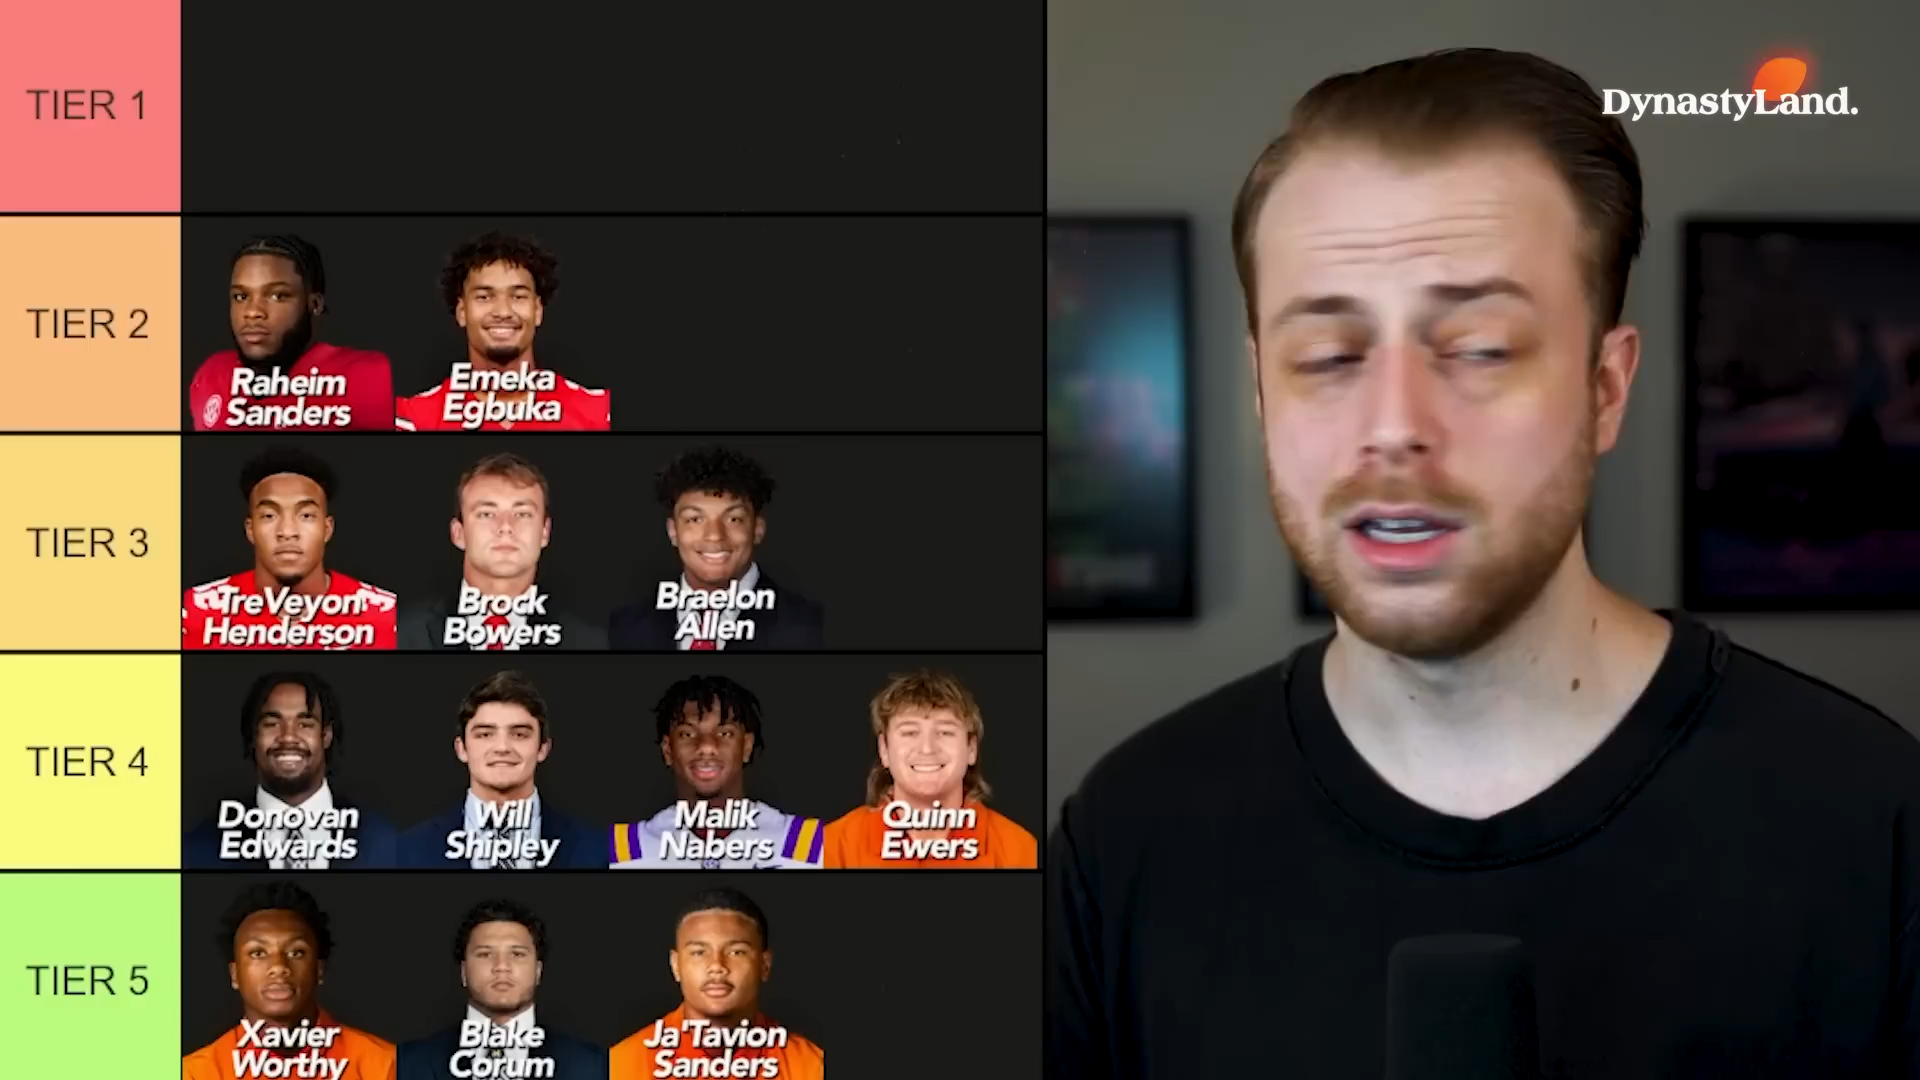 TIER 1
DynastyLand.
TIER 2
Raheim
Sanders
Emeka
Egbuka
TIER 3
TreVeyon
Henderson
Brock
Bowers
Braelon
Allen
TIER 4
Donovan
Edwards
Will
Shipley
Malik
Nabers
Quinn
Ewers
TIER 5
Xavier
Worthy
Blake
Corum
Ja'Tavion
Sanders